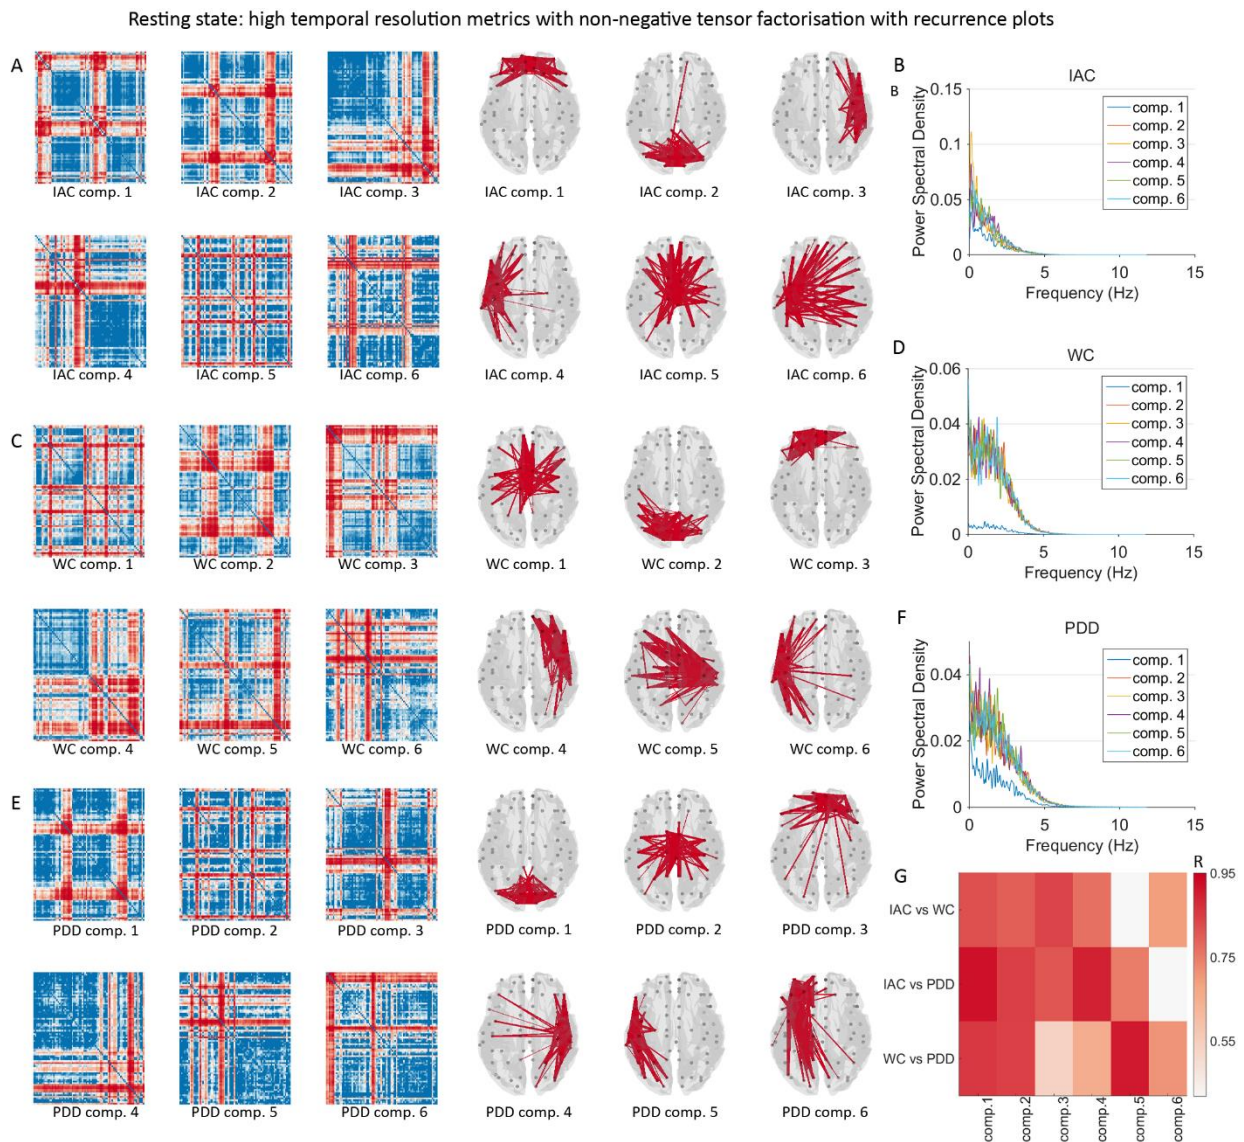 Resting state: high temporal resolution metrics with non-negative tensor factorisation with recurrence plots
A
IAC comp. 1
IAC comp. 2
IAC comp. 3
IAC comp. 1
IAC comp. 2
IAC comp. 3
IAC comp. 4
IAC comp. 5
IAC comp. 6
IAC comp. 4
IAC comp. 5
IAC comp. 6
B
B
IAC
Power Spectral Density
0.15
0.1
0.05
0
comp. 1
comp. 2
comp. 3
comp. 4
comp. 5
comp. 6
0
5
10
15
Frequency (Hz)
C
WC comp. 1
WC comp. 2
WC comp. 3
WC comp. 1
WC comp. 2
WC comp. 3
WC comp. 4
WC comp. 5
WC comp. 6
WC comp. 4
WC comp. 5
WC comp. 6
D
WC
Power Spectral Density
0.06
0.04
0.02
0
comp. 1
comp. 2
comp. 3
comp. 4
comp. 5
comp. 6
0
5
10
15
Frequency (Hz)
E
PDD comp. 1
PDD comp. 2
PDD comp. 3
PDD comp. 1
PDD comp. 2
PDD comp. 3
PDD comp. 4
PDD comp. 5
PDD comp. 6
PDD comp. 4
PDD comp. 5
PDD comp. 6
F
PDD
Power Spectral Density
0.04
0.02
0
comp. 1
comp. 2
comp. 3
comp. 4
comp. 5
comp. 6
0
5
10
15
Frequency (Hz)
G
R
IAC vs WC
IAC vs PDD
WC vs PDD
comp.1
comp.2
comp.3
comp.4
comp.5
comp.6
0.95
0.75
0.55